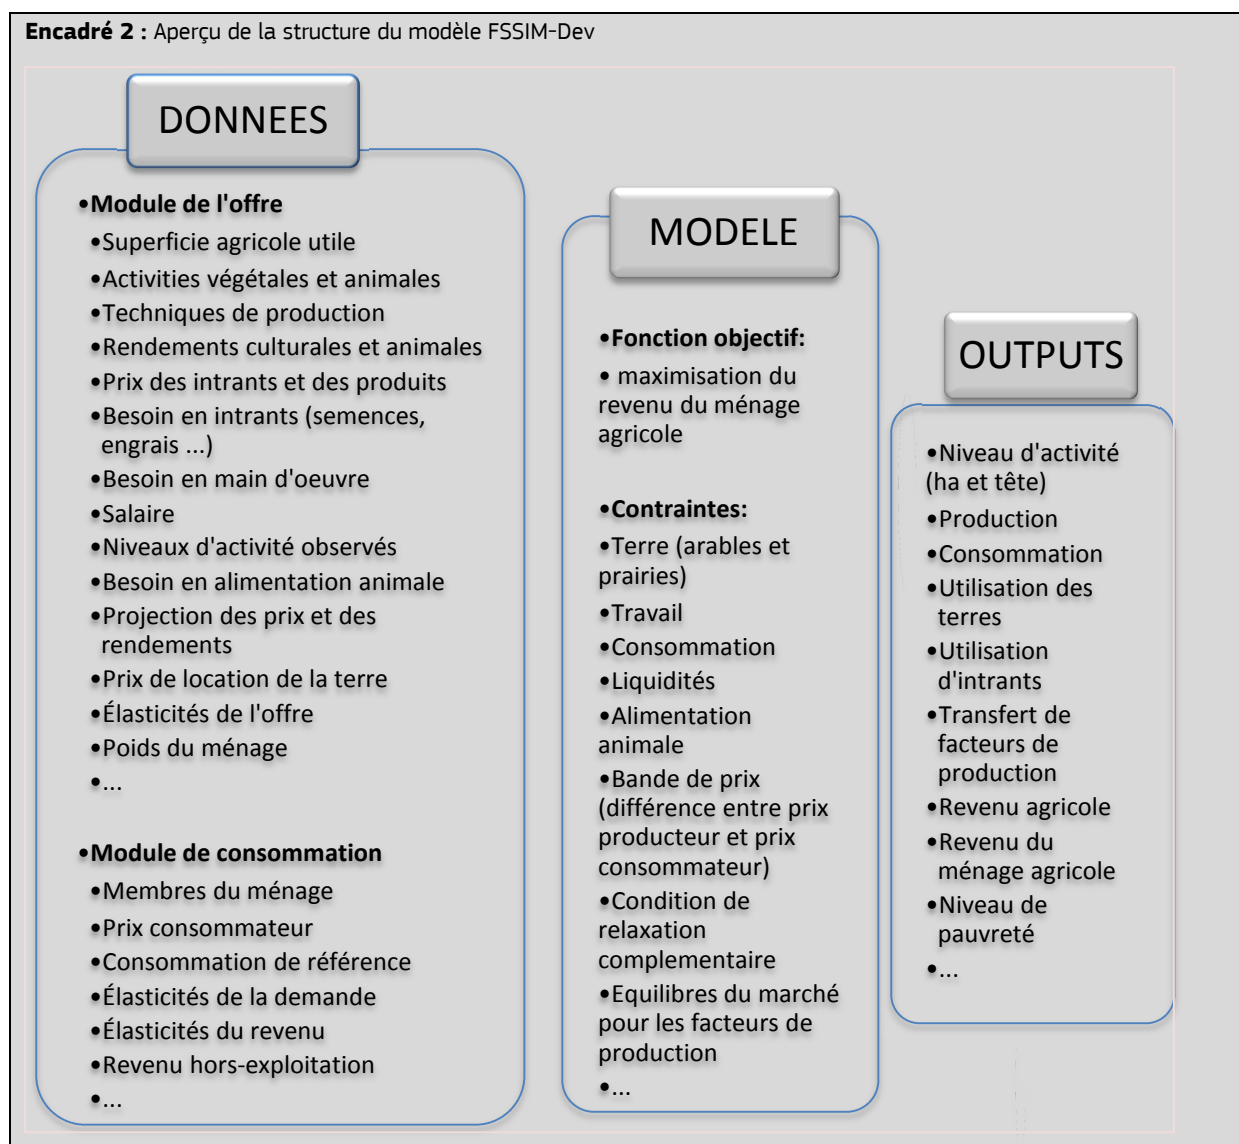 Encadré 2 : Aperçu de la structure du modèle FSSIM-Dev
DONNEES
•Module de l'offre
•Superficie agricole utile
•Activities végétales et animales
•Techniques de production
•Rendements culturales et animales
•Prix des intrants et des produits
•Besoin en intrants (semences,
engrais ...)
•Besoin en main d'oeuvre
•Salaire
•Niveaux d'activité observés
•Besoin en alimentation animale
•Projection des prix et des
rendements
•Prix de location de la terre
•Élasticités de l'offre
•Poids du ménage
•...
•Module de consommation
•Membres du ménage
•Prix consommateur
•Consommation de référence
•Élasticités de la demande
•Élasticités du revenu
•Revenu hors-exploitation
•...
MODELE
•Fonction objectif:
• maximisation du
revenu du ménage
agricole
•Contraintes:
•Terre (arables et
prairies)
•Travail
•Consommation
•Liquidités
•Alimentation
animale
•Bande de prix
(différence entre prix
producteur et prix
consommateur)
•Condition de
relaxation
complementaire
•Equilibres du marché
pour les facteurs de
production
•...
OUTPUTS
•Niveau d'activité
(ha et tête)
•Production
•Consommation
•Utilisation des
terres
•Utilisation
d'intrants
•Transfert de
facteurs de
production
•Revenu agricole
•Revenu du
ménage agricole
•Niveau de
pauvreté
•...